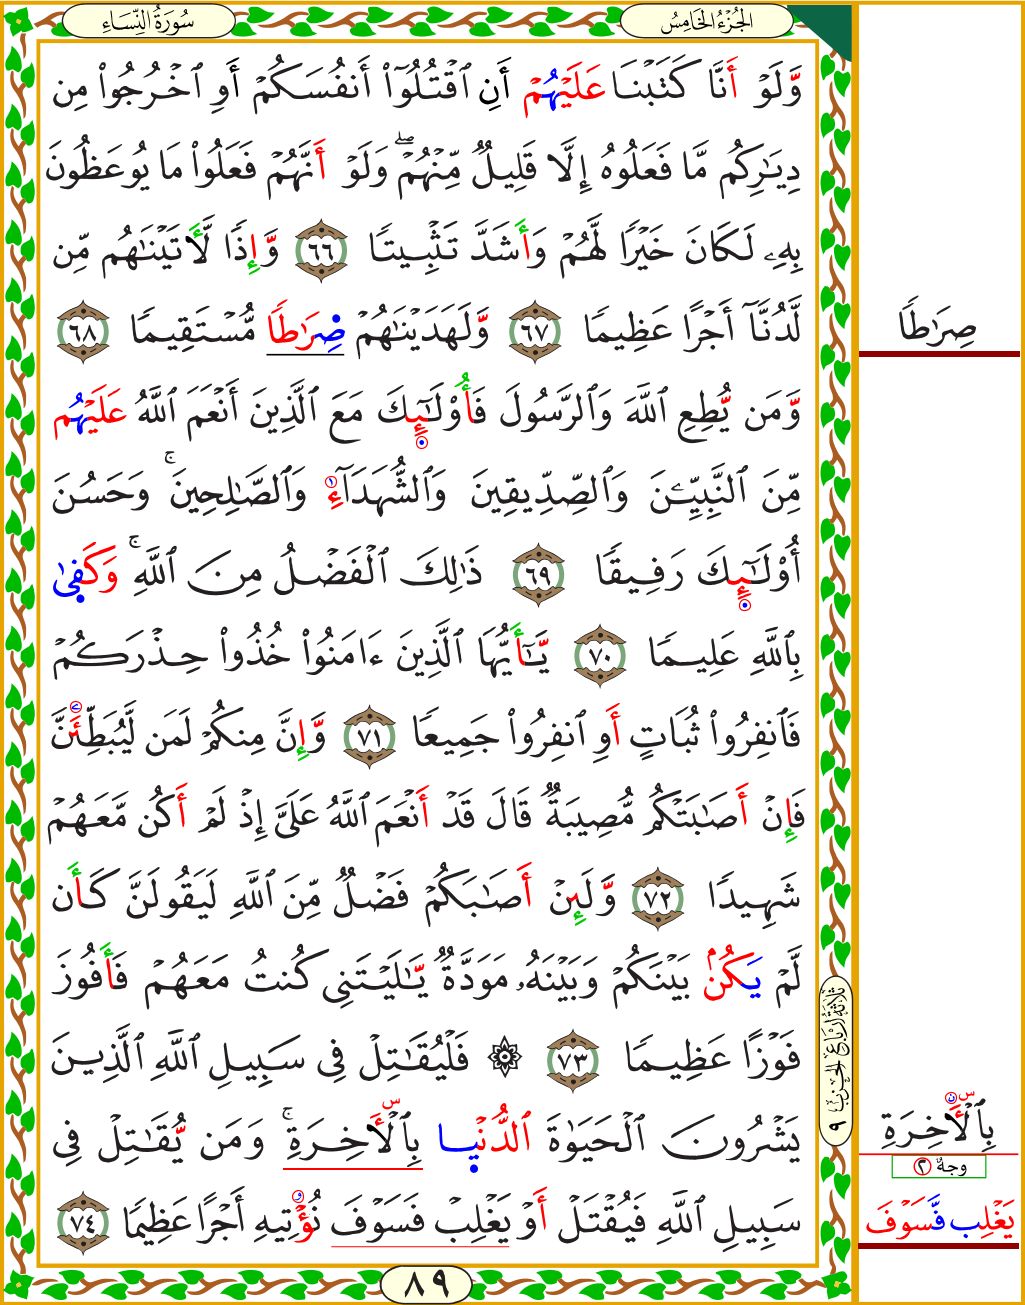 سُورَةُ النِّسَاءِ
الجُزْءُ الخَامِسُ
وَلَوْ أَنَّا كَتَبْنَا عَلَيْهُمْ أَنِ ٱقْتُلُوٓا۟ أَنفُسَكُمْ أَوِ ٱخْرُجُوا۟ مِن
دِيَـٰرِكُم مَّا فَعَلُوهُ إِلَّا قَلِيلٌ مِّنْهُمْ ۖ وَلَوْ أَنَّهُمْ فَعَلُوا۟ مَا يُوعَظُونَ
بِهِۦ لَكَانَ خَيْرًا لَّهُمْ وَأَشَدَّ تَثْبِيتًا ٦٦ وَإِذًا لَّأَتَيْنَـٰهُم مِّن
لَّدُنَّآ أَجْرًا عَظِيمًا ٦٧ وَلَهَدَيْنَـٰهُمْ صِرَٰطًا مُّسْتَقِيمًا ٦٨
صِرَٰطًا
وَمَن يُطِعِ ٱللَّهَ وَٱلرَّسُولَ فَأُو۟لَـٰٓئِكَ مَعَ ٱلَّذِينَ أَنْعَمَ ٱللَّهُ عَلَيْهُم
مِّنَ ٱلنَّبِيِّـۧنَ وَٱلصِّدِّيقِينَ وَٱلشُّهَدَآءِ وَٱلصَّـٰلِحِينَ ۚ وَحَسُنَ
أُو۟لَـٰٓئِكَ رَفِيقًا ٦٩ ذَٰلِكَ ٱلْفَضْلُ مِنَ ٱللَّهِ ۚ وَكَفَىٰ
بِٱللَّهِ عَلِيمًا ٧٠ يَـٰٓأَيُّهَا ٱلَّذِينَ ءَامَنُوا۟ خُذُوا۟ حِذْرَكُمْ
فَٱنفِرُوا۟ ثُبَاتٍ أَوِ ٱنفِرُوا۟ جَمِيعًا ٧١ وَإِنَّ مِنكُمْ لَمَن لَّيُبَطِّئَنَّ
فَإِنْ أَصَـٰبَتْكُم مُّصِيبَةٌ قَالَ قَدْ أَنْعَمَ ٱللَّهُ عَلَىَّ إِذْ لَمْ أَكُن مَّعَهُمْ
شَهِيدًا ٧٢ وَلَئِنْ أَصَـٰبَكُمْ فَضْلٌ مِّنَ ٱللَّهِ لَيَقُولَنَّ كَأَن
لَّمْ يَكُنۢ بَيْنَكُمْ وَبَيْنَهُۥ مَوَدَّةٌ يَـٰلَيْتَنِى كُنتُ مَعَهُمْ فَأَفُوزَ
فَوْزًا عَظِيمًا ٧٣ ۞ فَلْيُقَـٰتِلْ فِى سَبِيلِ ٱللَّهِ ٱلَّذِينَ
ثلاثة أرباع الحزب ٩
يَشْرُونَ ٱلْحَيَوٰةَ ٱلدُّنْيَا بِٱلْأَخِرَةِ ۚ وَمَن يُقَـٰتِلْ فِى
بِٱلْأَخِرَةِ
وجهٌ ٢
سَبِيلِ ٱللَّهِ فَيُقْتَلْ أَوْ يَغْلِبْ فَسَوْفَ نُؤْتِيهِ أَجْرًا عَظِيمًا ٧٤
يَغْلِب فَّسَوْفَ
٨٩